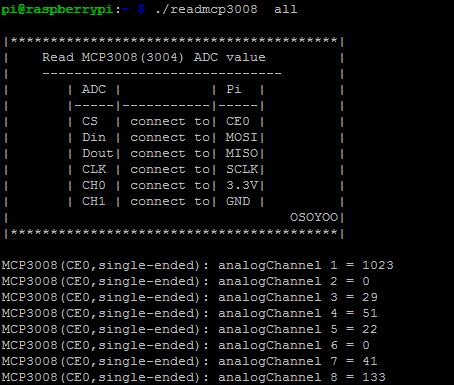 pi@raspberrypi:~ $ ./readmcp3008  all
|*****************************************|
|    Read MCP3008(3004) ADC value         |
     ------------------------------
|       | ADC |            | Pi  |        |
|       |-----|------------|-----|        |
|       | CS  | connect to| CE0 |        |
|       | Din | connect to| MOSI|        |
|       | Dout| connect to| MISO|        |
|       | CLK | connect to| SCLK|        |
|       | CH0 | connect to| 3.3V|        |
|       | CH1 | connect to| GND |        |
|                                   OSOYOO|
|*****************************************|
MCP3008(CE0,single-ended): analogChannel 1 = 1023
MCP3008(CE0,single-ended): analogChannel 2 = 0
MCP3008(CE0,single-ended): analogChannel 3 = 29
MCP3008(CE0,single-ended): analogChannel 4 = 51
MCP3008(CE0,single-ended): analogChannel 5 = 22
MCP3008(CE0,single-ended): analogChannel 6 = 0
MCP3008(CE0,single-ended): analogChannel 7 = 41
MCP3008(CE0,single-ended): analogChannel 8 = 133